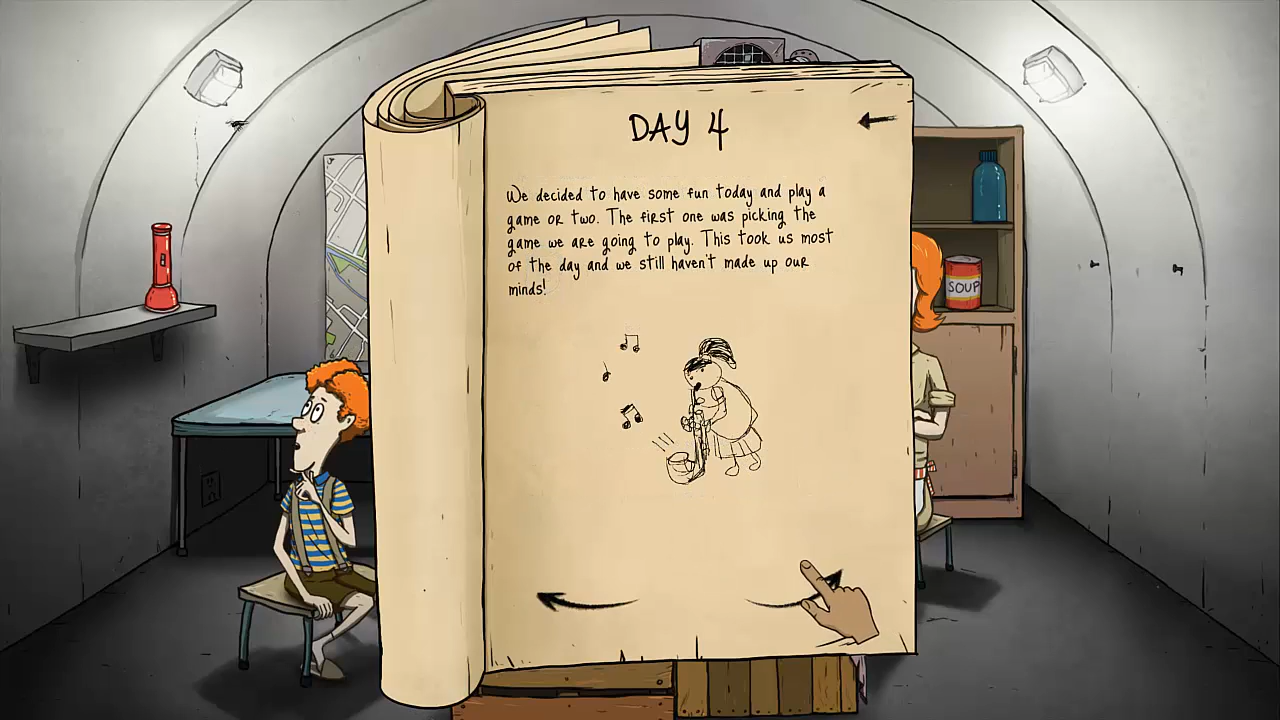 DAY 4
We decided to have some fun today and play a
game or two. The first one was picking the
game we are going to play. This took us most
of the day and we still haven't made up our
minds!
SOUP